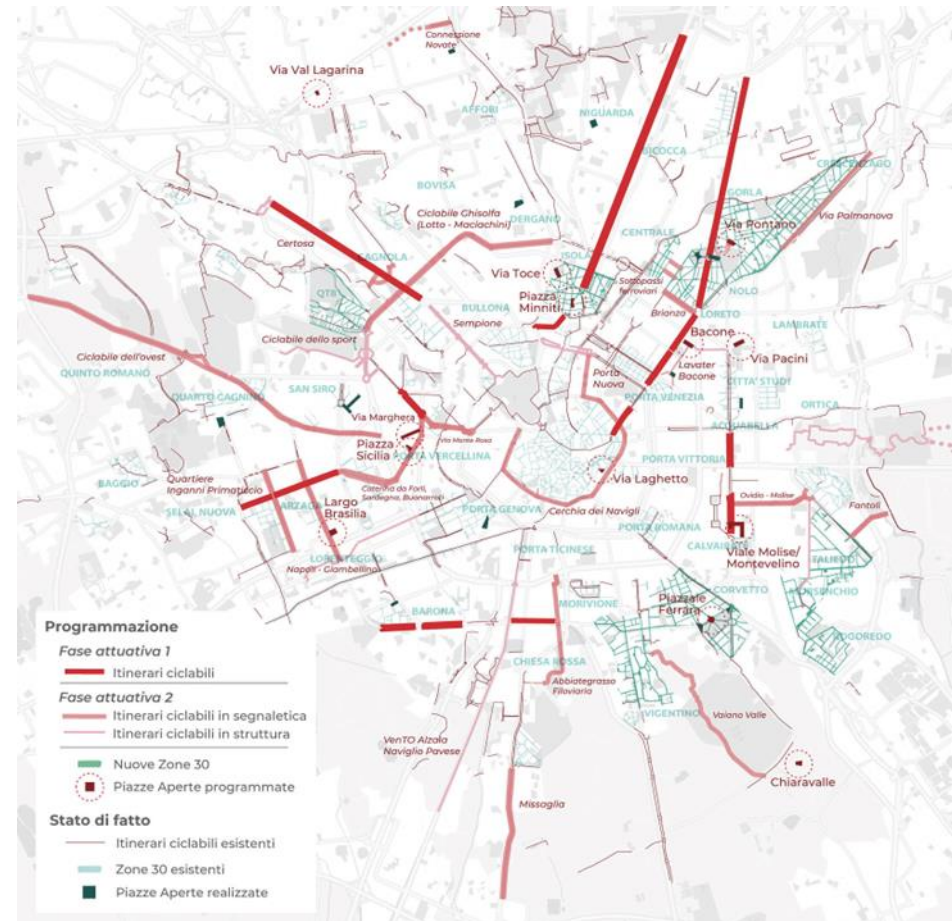 Connessione
Novate
Via Val Lagarina
AFFORI
NIGUARDA
BICOCCA
CRESCENZAGO
BOVISA
GORLA
Ciclabile Ghisolfa
(Lotto - Maciachini)
DERGANO
Via Palmanova
Via Pontano
Certosa
CENTRALE
CAGNOLA
ISOLA
Via Toce
Sottopassi
ferroviari
NOLO
Piazza
Minniti
QT8
BULLONA
Brianza
LORETO
Sempione
Bacone
LAMBRATE
Ciclabile dello sport
Ciclabile dell'ovest
Via Pacini
QUINTO ROMANO
Lavater
Bacone
Porta
Nuova
CITTA' STUDI
SAN SIRO
QUARTO CAGNINO
PORTA VENEZIA
ORTICA
Via Marghera
ACQUABELLA
Piazza
Sicilia
Via Monte Rosa
PORTA VERCELLINA
PORTA VITTORIA
BAGGIO
Via Laghetto
Quartiere
Inganni Primaticcio
Caterina da Forlì,
Sardegna, Buonarroti
Ovidio - Molise
Largo
Brasilia
Fantoli
SELLA NUOVA
ARZAGA
PORTA GENOVA
Cerchia dei Navigli
PORTA ROMANA
CALVAIRATE
LORENTEGGIO
PORTA TICINESE
Viale Molise/
Montevelino
TALIEDO
Napoli - Giambellino
MORSENCHIO
CORVETTO
BARONA
MORIVIONE
Piazzale
Ferrara
ROGOREDO
CHIESA ROSSA
Abbiategrasso
Filoviaria
VIGENTINO
Vaiano Valle
VenTO Alzaia
Naviglio Pavese
Chiaravalle
Missaglia
Programmazione
Fase attuativa 1
Itinerari ciclabili
Fase attuativa 2
Itinerari ciclabili in segnaletica
Itinerari ciclabili in struttura
Nuove Zone 30
Piazze Aperte programmate
Stato di fatto
Itinerari ciclabili esistenti
Zone 30 esistenti
Piazze Aperte realizzate